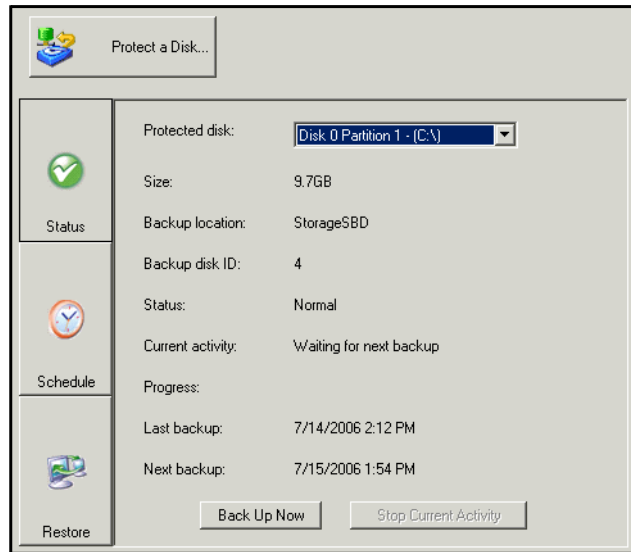 Protect a Disk...
Protected disk: Disk 0 Partition 1 - (C:\)
Size: 9.7GB
Status
Backup location: StorageSBD
Backup disk ID: 4
Status: Normal
Current activity: Waiting for next backup
Schedule
Progress:
Last backup: 7/14/2006 2:12 PM
Next backup: 7/15/2006 1:54 PM
Back Up Now Stop Current Activity
Restore